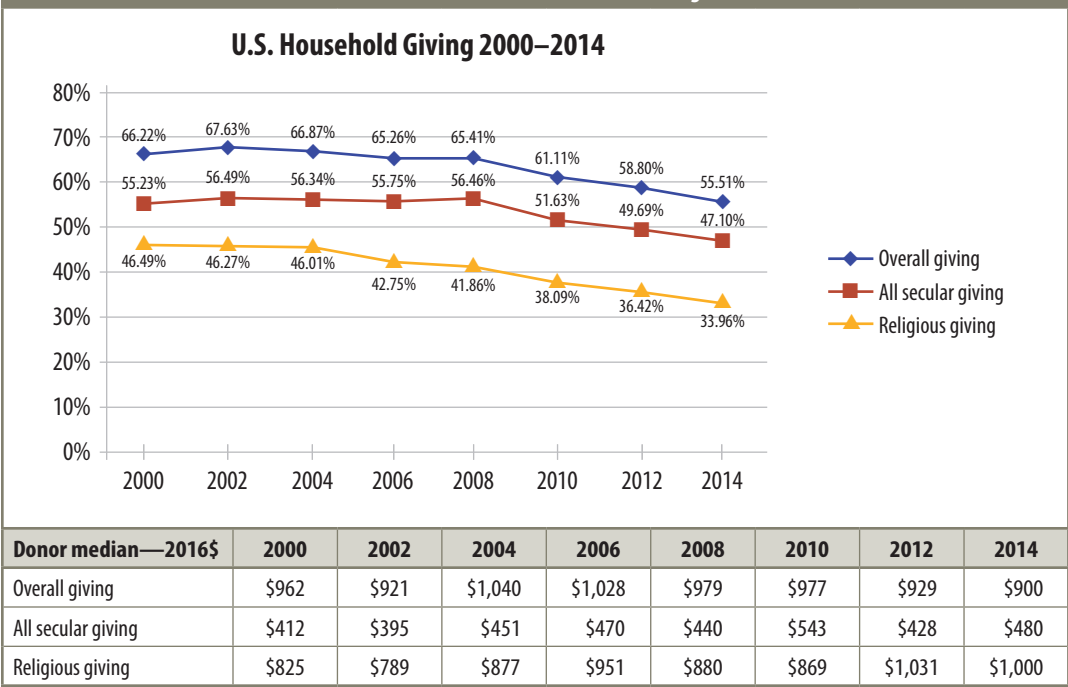 U.S. Household Giving 2000–2014
80%
70%
60%
50%
40%
30%
20%
10%
0%
66.22% 67.63% 66.87% 65.26% 65.41% 61.11% 58.80% 55.51%
55.23% 56.49% 56.34% 55.75% 56.46% 51.63% 49.69% 47.10%
46.49% 46.27% 46.01% 42.75% 41.86% 38.09% 36.42% 33.96%
2000 2002 2004 2006 2008 2010 2012 2014
Overall giving
All secular giving
Religious giving
Donor median—2016$ 2000 2002 2004 2006 2008 2010 2012 2014
Overall giving $962 $921 $1,040 $1,028 $979 $977 $929 $900
All secular giving $412 $395 $451 $470 $440 $543 $428 $480
Religious giving $825 $789 $877 $951 $880 $869 $1,031 $1,000